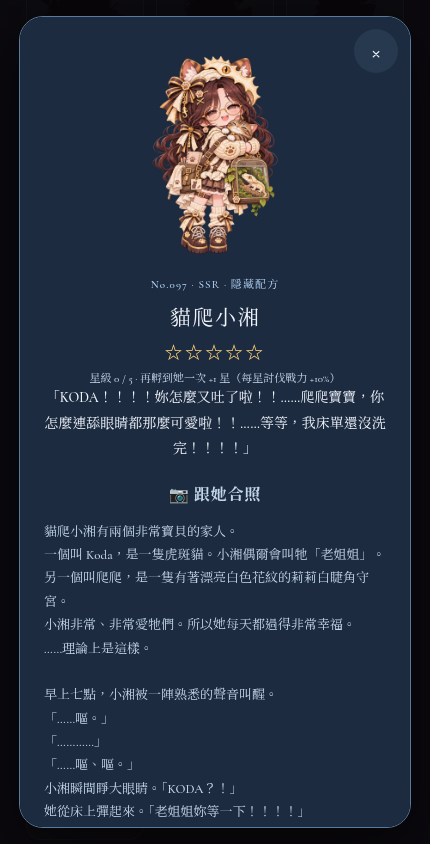 ×
No.097 · SSR · 隱藏配方
貓爬小湘
☆☆☆☆☆
星級 0 / 5 · 再孵到她一次 +1 星（每星討伐戰力 +10%）
「KODA！！！！妳怎麼又吐了啦！！……爬爬寶寶，你
怎麼連舔眼睛都那麼可愛啦！！……等等，我床單還沒洗
完！！！！」
📷 跟她合照
貓爬小湘有兩個非常寶貝的家人。
一個叫 Koda，是一隻虎斑貓。小湘偶爾會叫牠「老姐姐」。
另一個叫爬爬，是一隻有著漂亮白色花紋的莉莉白睫角守
宮。
小湘非常、非常愛牠們。所以她每天都過得非常幸福。
……理論上是這樣。
早上七點，小湘被一陣熟悉的聲音叫醒。
「……嘔。」
「…………」
「……嘔、嘔。」
小湘瞬間睜大眼睛。「KODA？！」
她從床上彈起來。「老姐姐妳等一下！！！！」